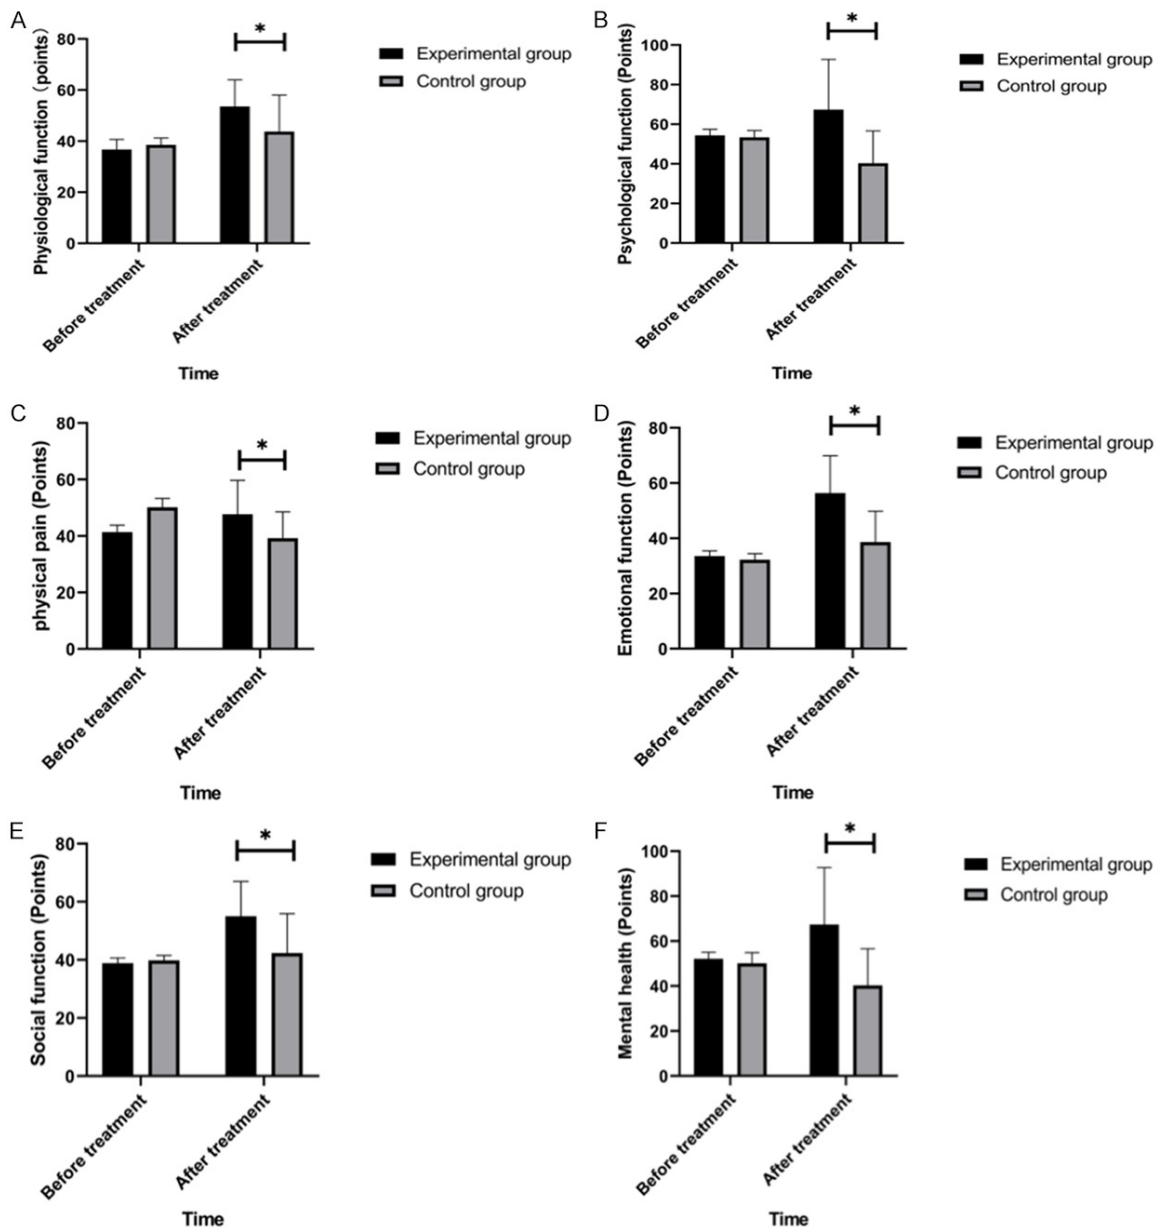 A
Physiological function (points)
80
60
40
20
0
*
Before treatment
After treatment
Time
Experimental group
Control group
B
Psychological function (Points)
100
80
60
40
20
0
*
Before treatment
After treatment
Time
Experimental group
Control group
C
physical pain (Points)
80
60
40
20
0
*
Before treatment
After treatment
Time
Experimental group
Control group
D
Emotional function (Points)
80
60
40
20
0
*
Before treatment
After treatment
Time
Experimental group
Control group
E
Social function (Points)
80
60
40
20
0
*
Before treatment
After treatment
Time
Experimental group
Control group
F
Mental health (Points)
100
80
60
40
20
0
*
Before treatment
After treatment
Time
Experimental group
Control group